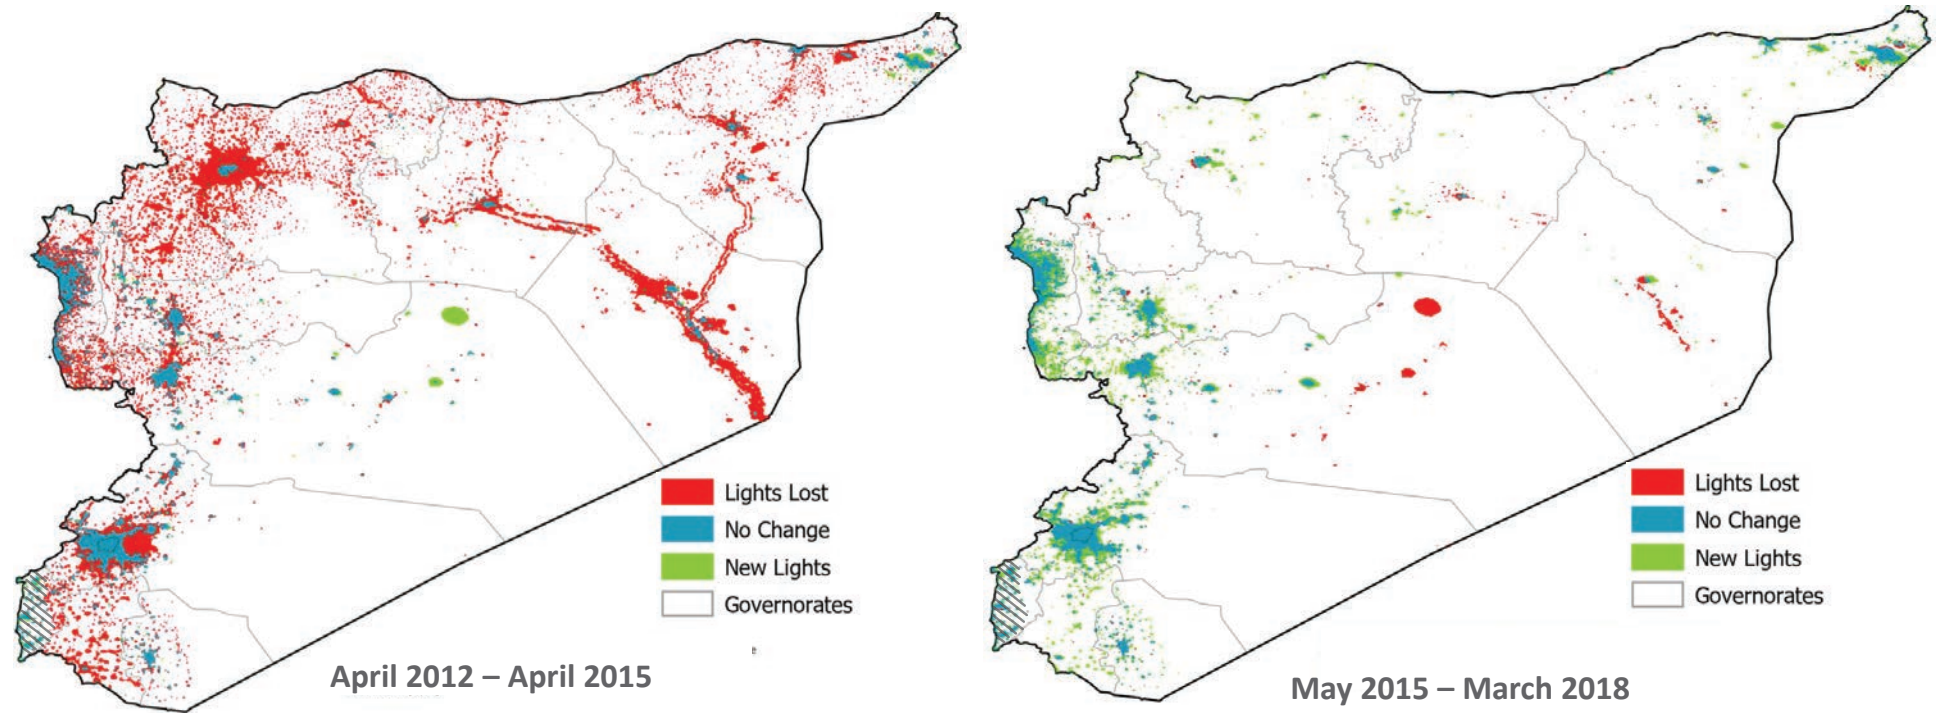 Lights Lost
No Change
New Lights
Governorates
e
April 2012 – April 2015
Lights Lost
No Change
New Lights
Governorates
May 2015 – March 2018